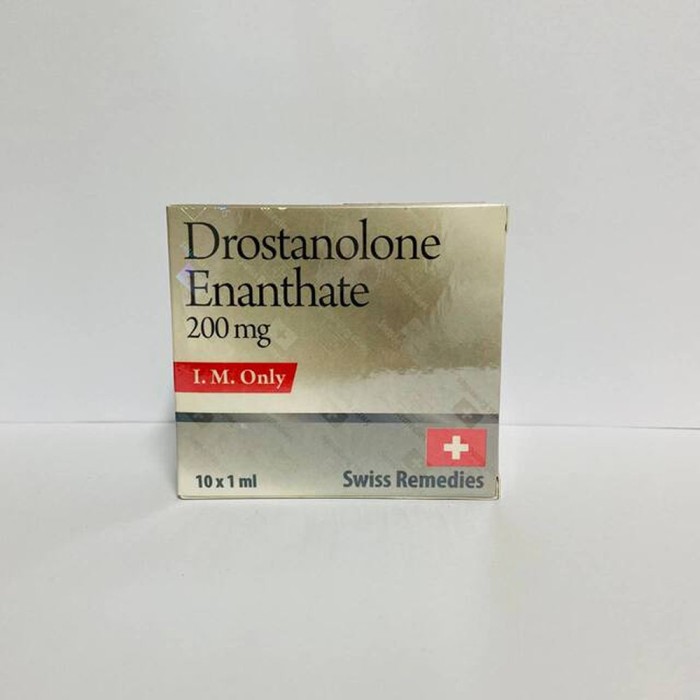 Drostanolone
Enanthate
200 mg
I. M. Only
10 x 1 ml
Swiss Remedies